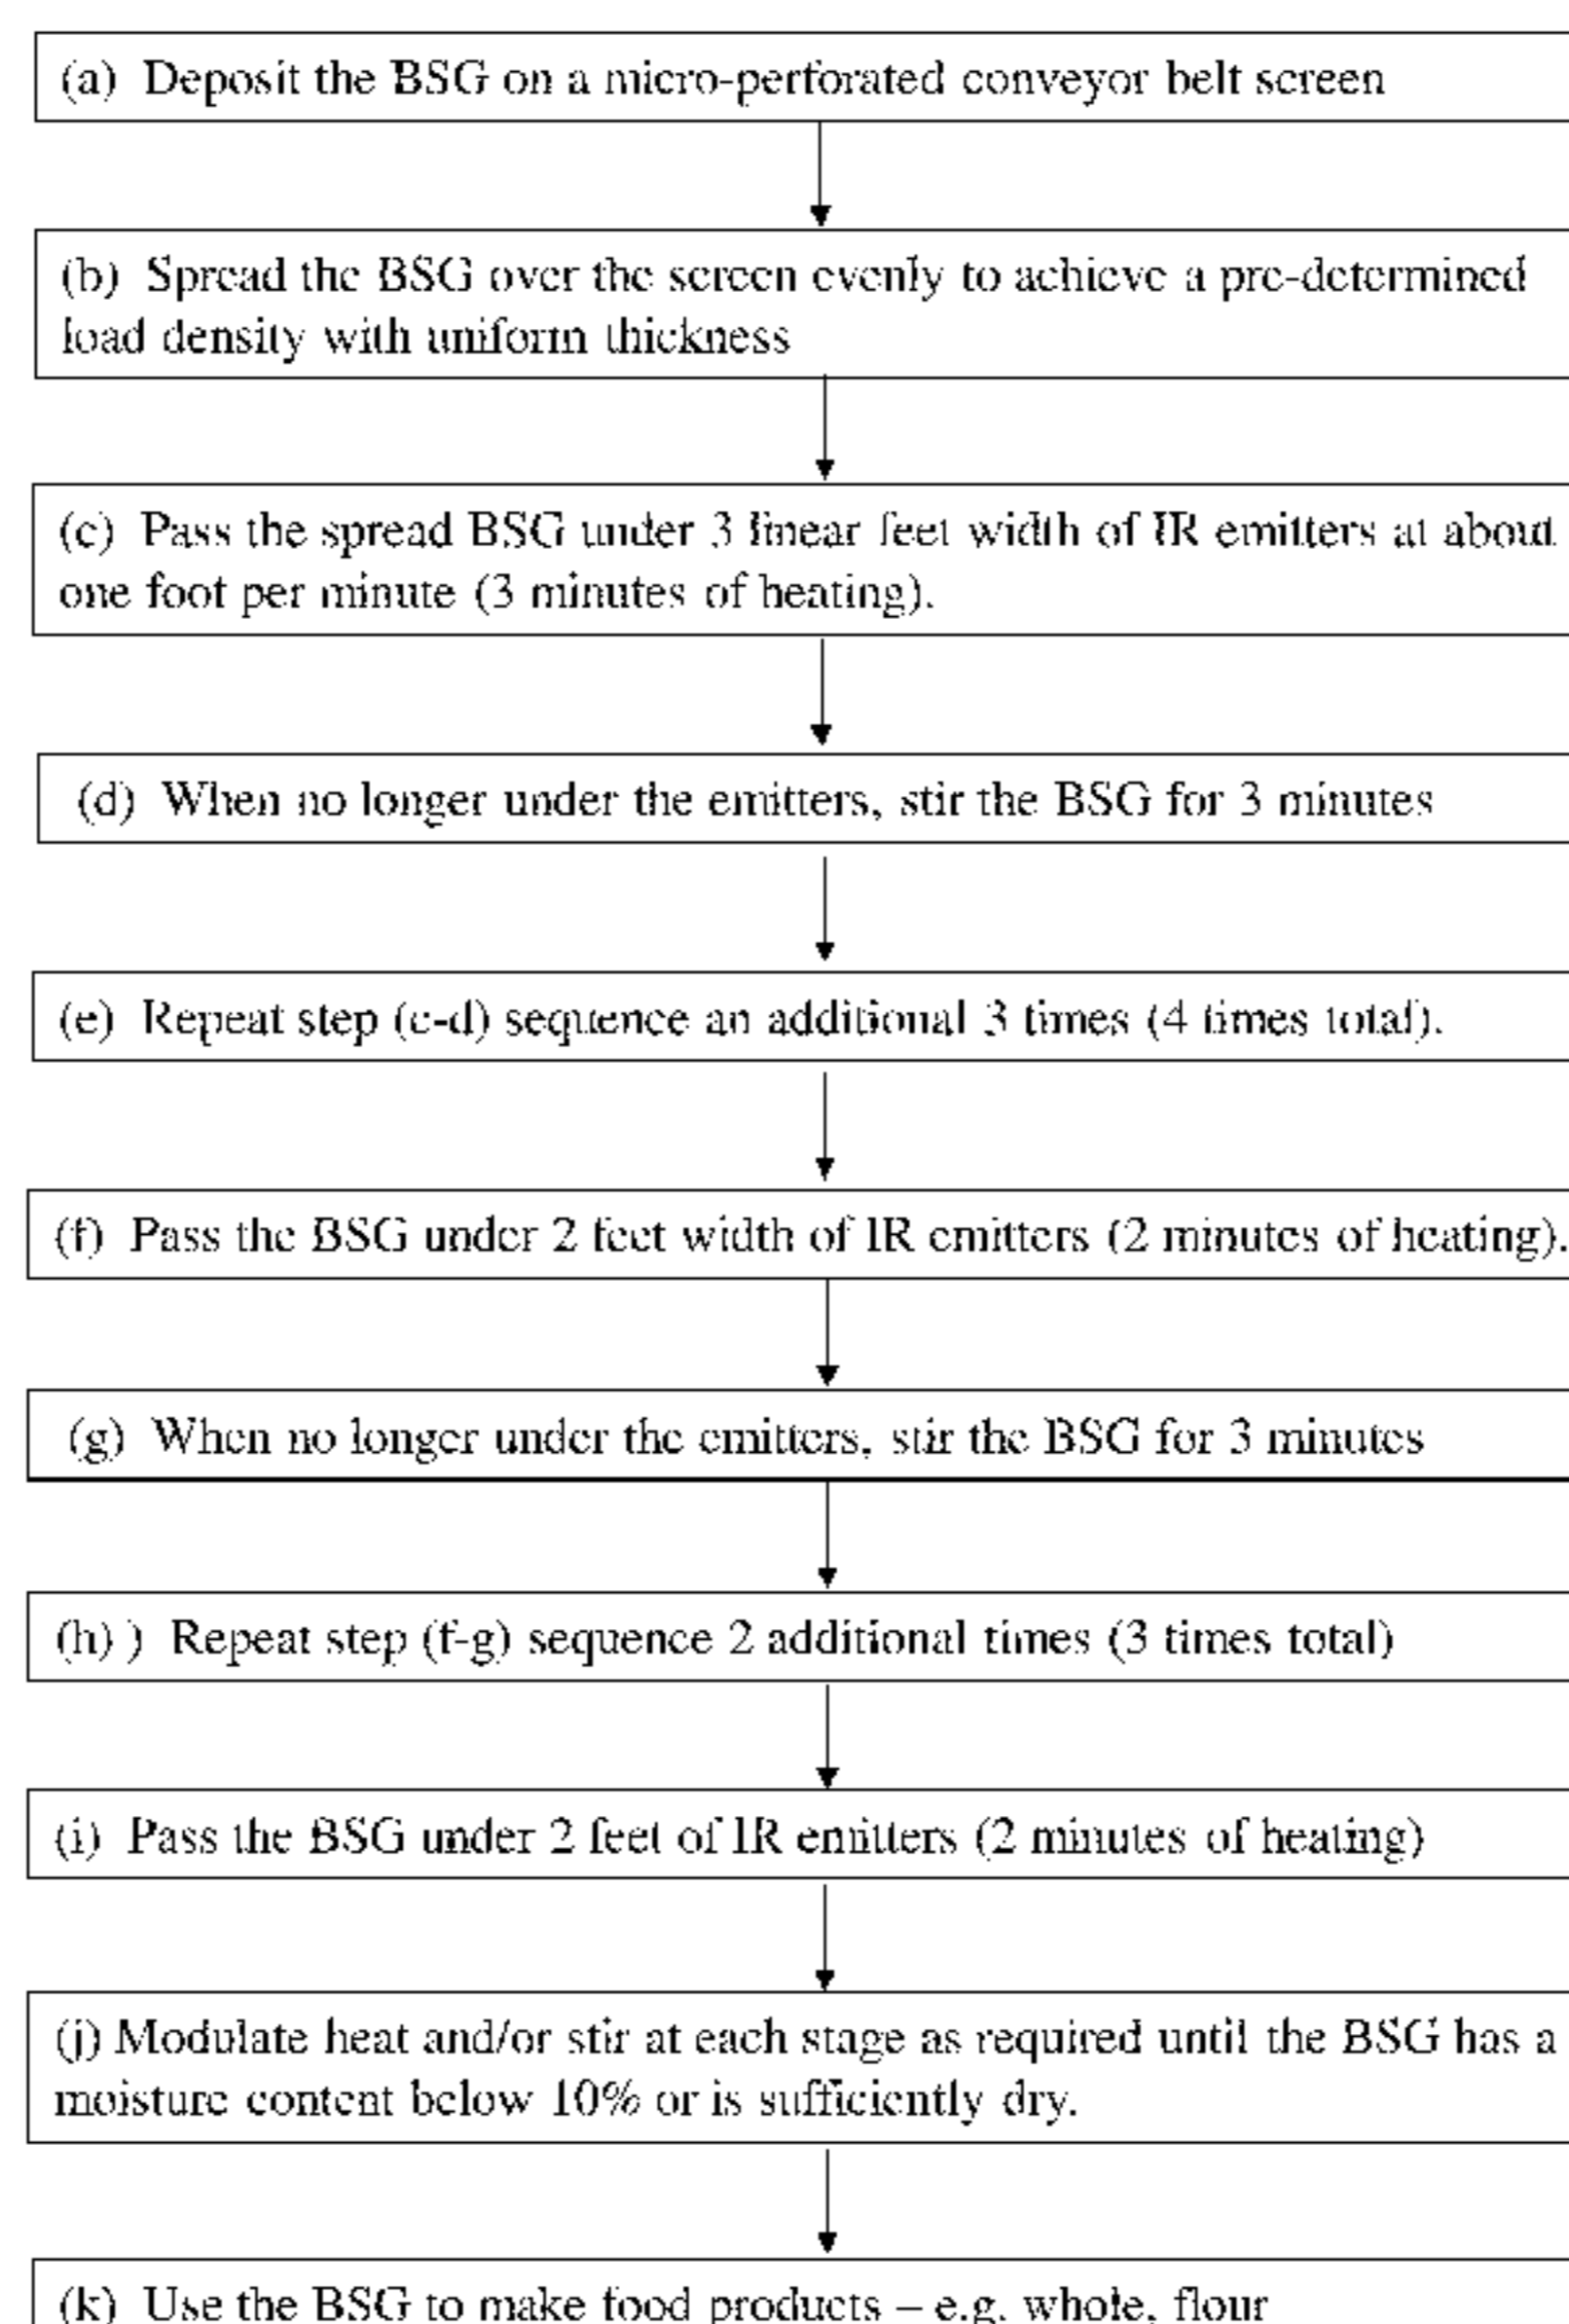 (a) Deposit the BSG on a micro-perforated conveyor belt screen
(b) Spread the BSG over the screen evenly to achieve a pre-determined
load density with uniform thickness
(c) Pass the spread BSG under 3 linear feet width of IR emitters at about
one foot per minute (3 minutes of heating).
(d) When no longer under the emitters, stir the BSG for 3 minutes
(e) Repeat step (c-d) sequence an additional 3 times (4 times total).
(f) Pass the BSG under 2 feet width of IR emitters (2 minutes of heating).
(g) When no longer under the emitters, stir the BSG for 3 minutes
(h) ) Repeat step (f-g) sequence 2 additional times (3 times total)
(i) Pass the BSG under 2 feet of IR emitters (2 minutes of heating)
(j) Modulate heat and/or stir at each stage as required until the BSG has a
moisture content below 10% or is sufficiently dry.
(k) Use the BSG to make food products – e.g. whole, flour